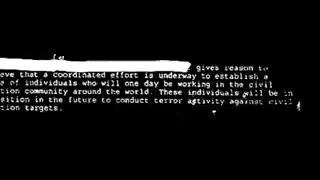 gives reason to
eve that a coordinated effort is underway to establish a
e of individuals who will one day be working in the civil
tion community around the world. These individuals will be in
sition in the future to conduct terror activity against civil
tion targets.